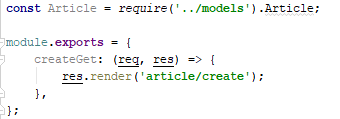 const Article = require('../models').Article;
module.exports = {
createGet: (req, res) => {
res.render('article/create');
},
};